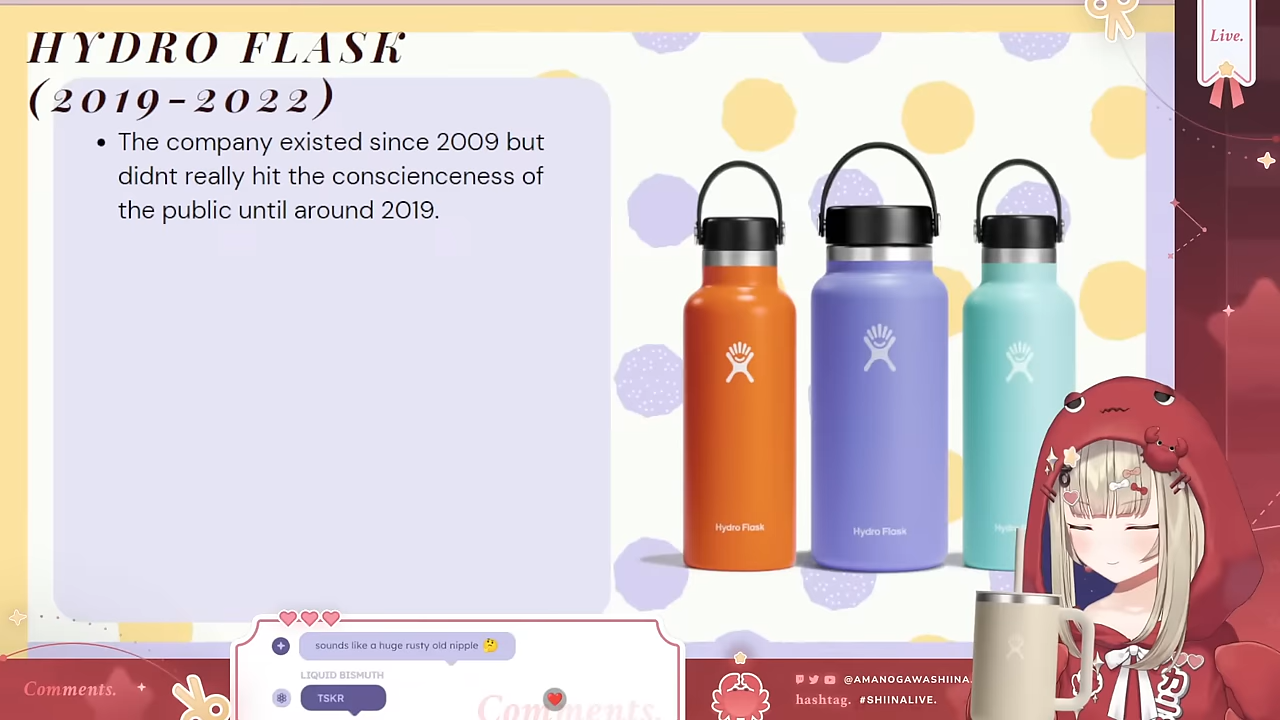 HYDRO FLASK
(2019-2022)
The company existed since 2009 but
didnt really hit the conscienceness of
the public until around 2019.
Hydro Flask
Hydro Flask
Live.
sounds like a huge rusty old nipple 🤔
LIQUID BISMUTH
TSKR
Comments.
Comments.
@AMANOGAWASHIINA.
hashtag. #SHIINALIVE.